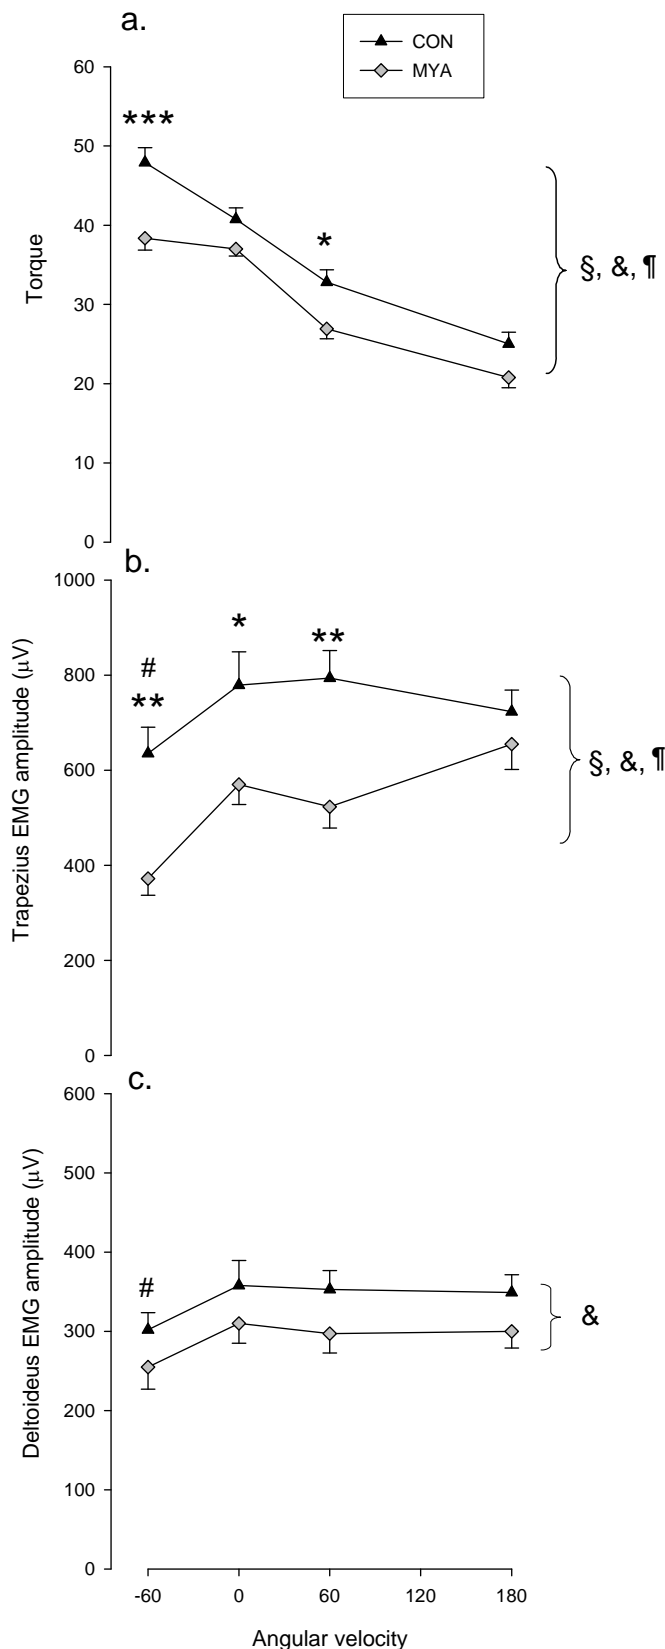 a.
CON
MYA
60
50
40
30
20
10
0
Torque
***
*
§, &, ¶
b.
1000
800
600
400
200
0
Trapezius EMG amplitude (μV)
#
**
*
**
§, &, ¶
c.
600
500
400
300
200
100
0
Deltoideus EMG amplitude (μV)
#
&
-60 0 60 120 180
Angular velocity